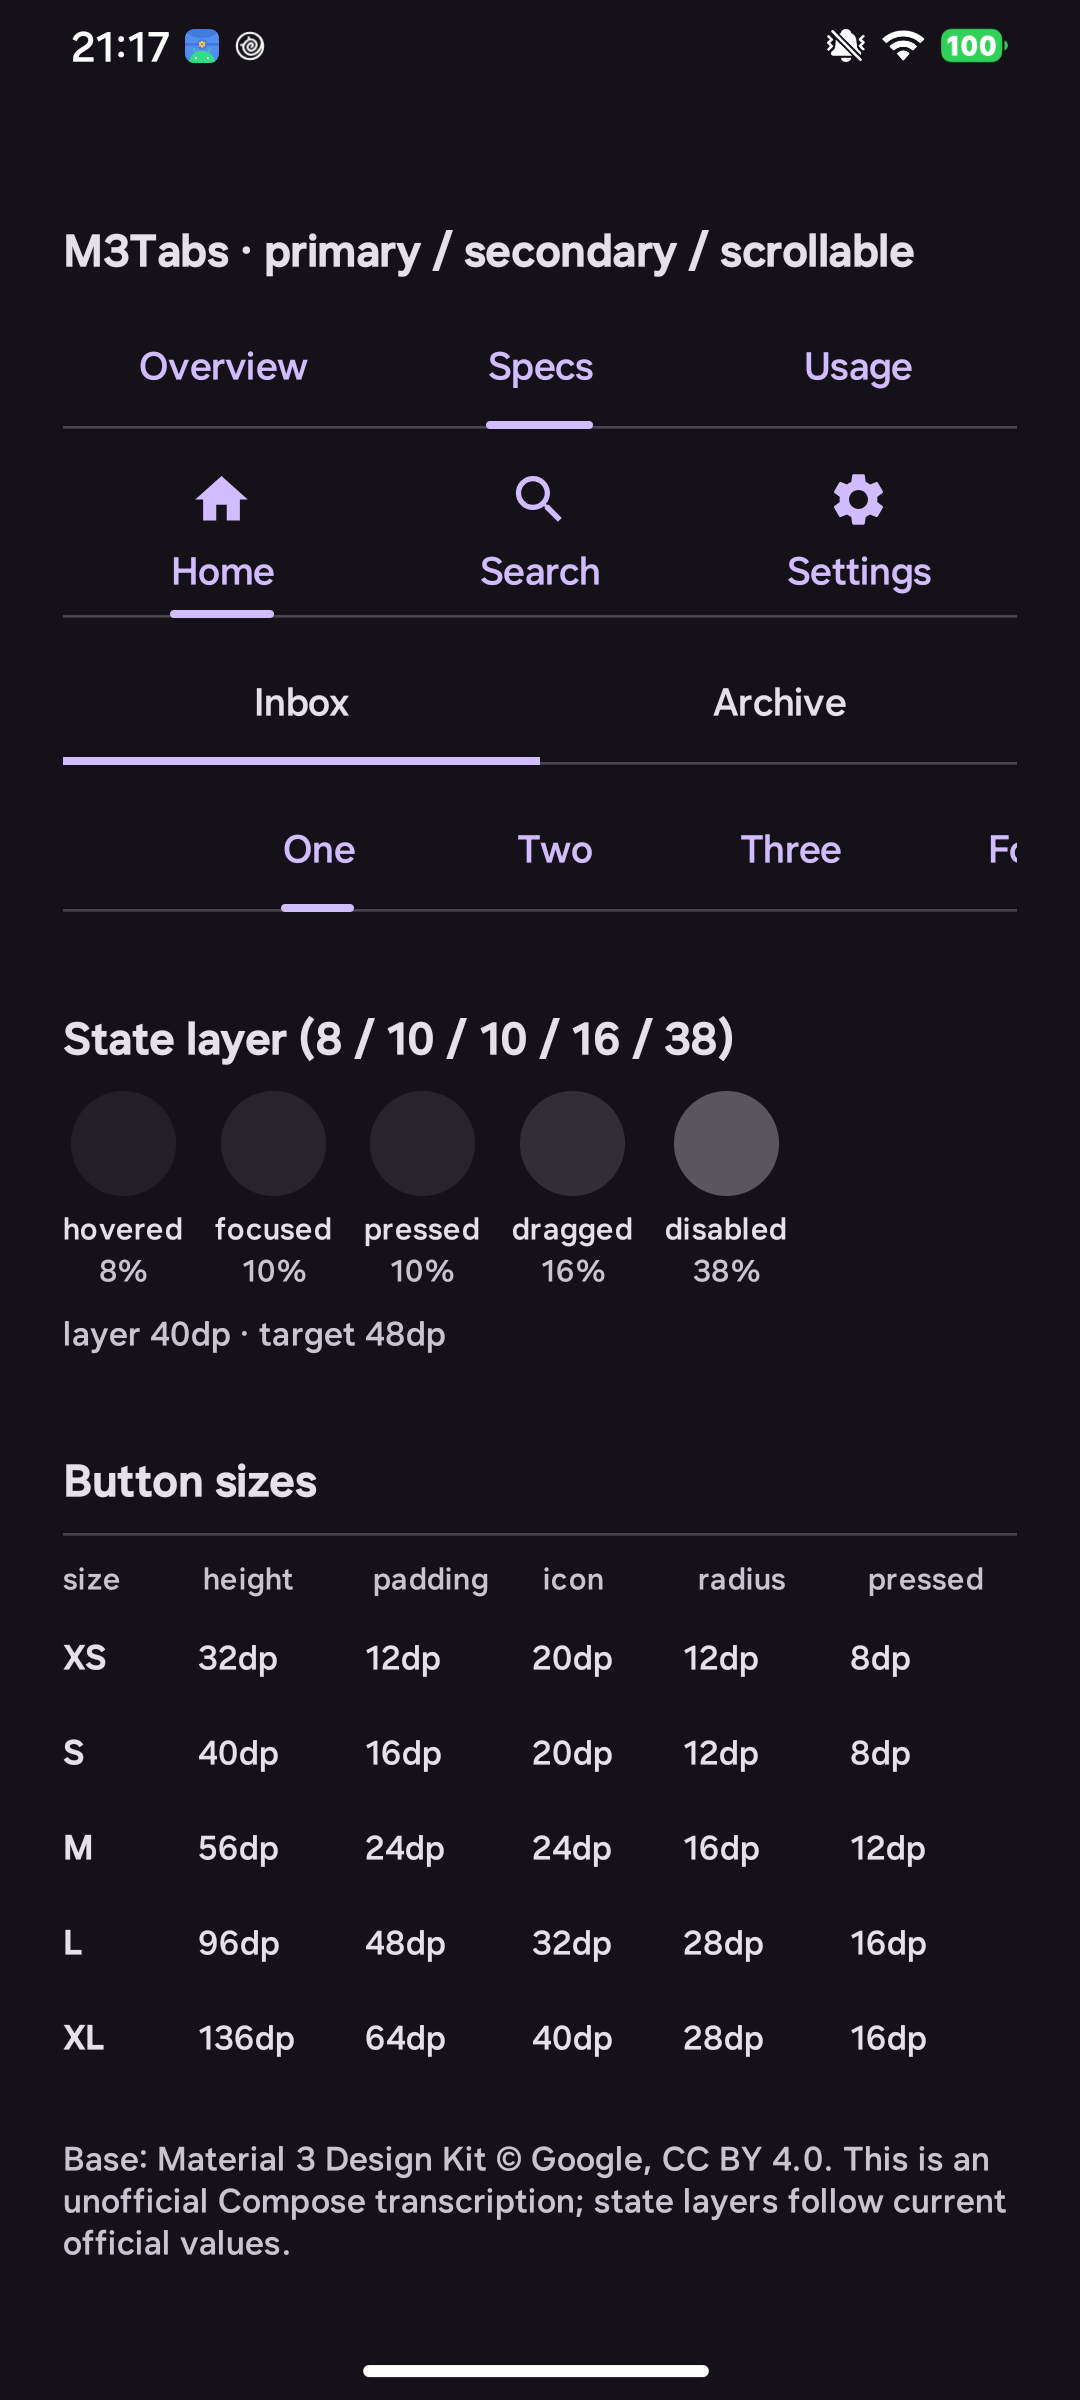 21:17
100
M3Tabs · primary / secondary / scrollable
Overview Specs Usage
Home Search Settings
Inbox Archive
One Two Three Fo
State layer (8 / 10 / 10 / 16 / 38)
hovered focused pressed dragged disabled
8% 10% 10% 16% 38%
layer 40dp · target 48dp
Button sizes
size height padding icon radius pressed
XS 32dp 12dp 20dp 12dp 8dp
S 40dp 16dp 20dp 12dp 8dp
M 56dp 24dp 24dp 16dp 12dp
L 96dp 48dp 32dp 28dp 16dp
XL 136dp 64dp 40dp 28dp 16dp
Base: Material 3 Design Kit © Google, CC BY 4.0. This is an
unofficial Compose transcription; state layers follow current
official values.